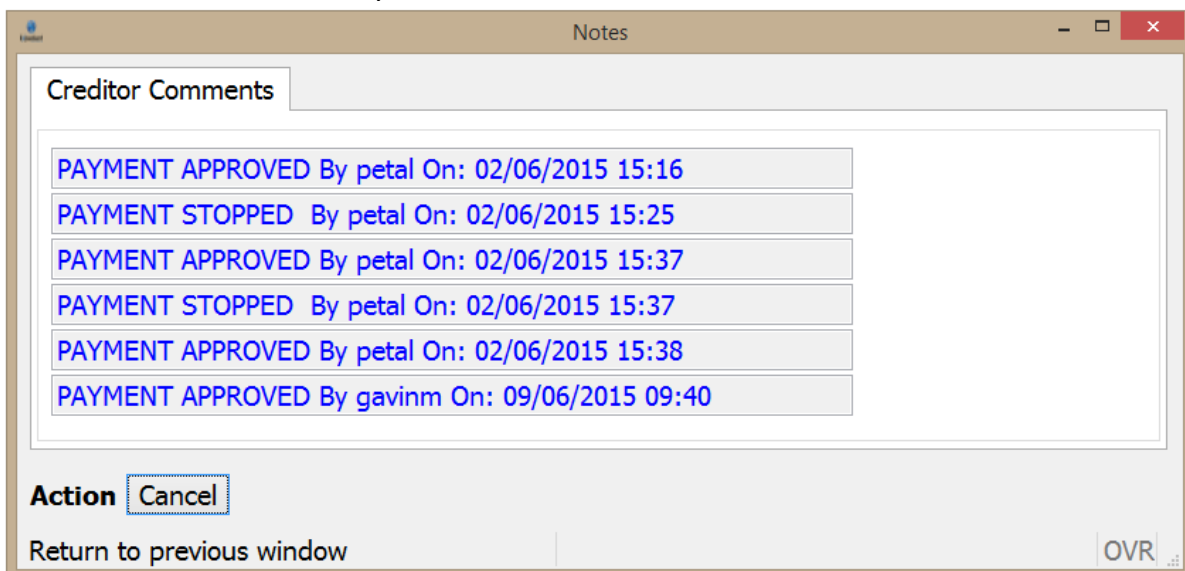 Notes
Creditor Comments
PAYMENT APPROVED By petal On: 02/06/2015 15:16
PAYMENT STOPPED  By petal On: 02/06/2015 15:25
PAYMENT APPROVED By petal On: 02/06/2015 15:37
PAYMENT STOPPED  By petal On: 02/06/2015 15:37
PAYMENT APPROVED By petal On: 02/06/2015 15:38
PAYMENT APPROVED By gavinm On: 09/06/2015 09:40
Action Cancel
Return to previous window OVR